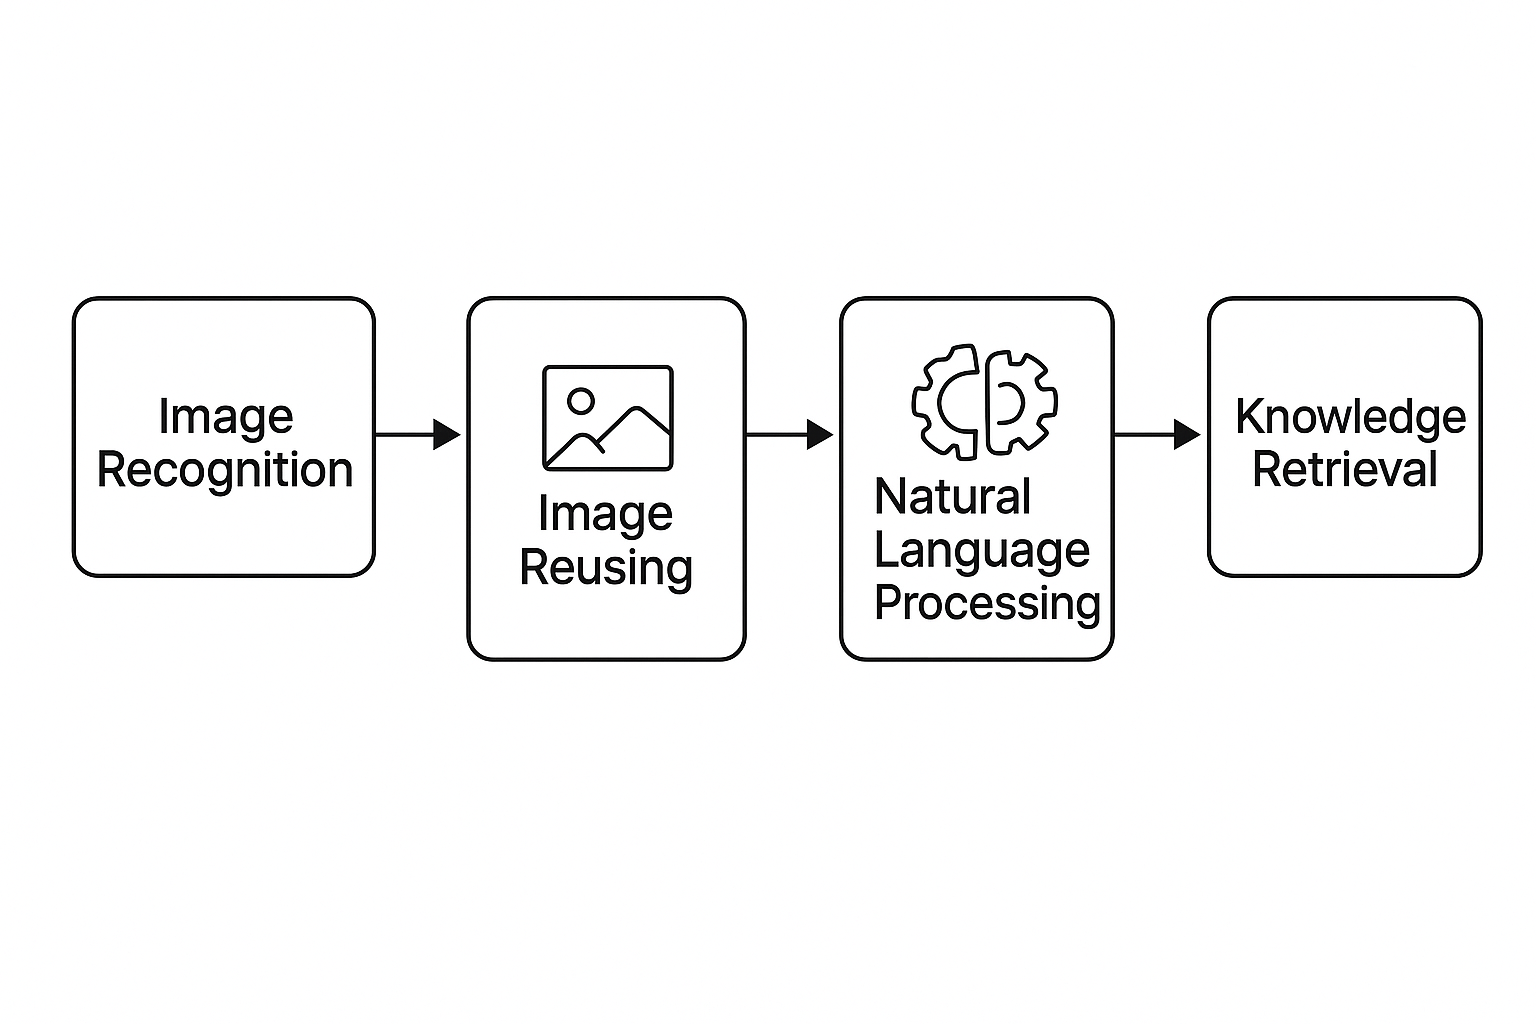 Image
Recognition
Image
Reusing
Natural
Language
Processing
Knowledge
Retrieval